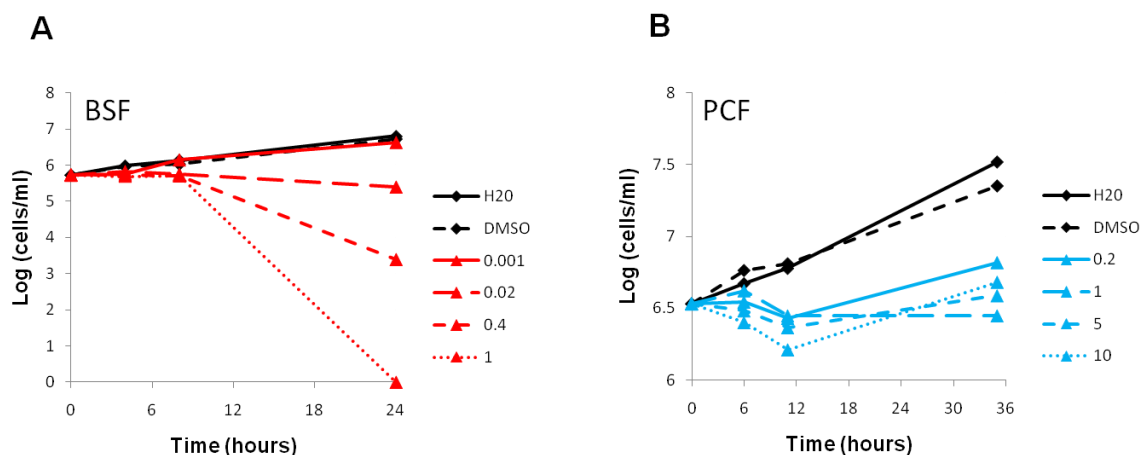 A
BSF
8
7
6
5
4
3
2
1
0
0 6 12 18 24
Log (cells/ml)
Time (hours)
H20
DMSO
0.001
0.02
0.4
1
B
PCF
8
7.5
7
6.5
6
0 6 12 18 24 30 36
Log (cells/ml)
Time (hours)
H20
DMSO
0.2
1
5
10